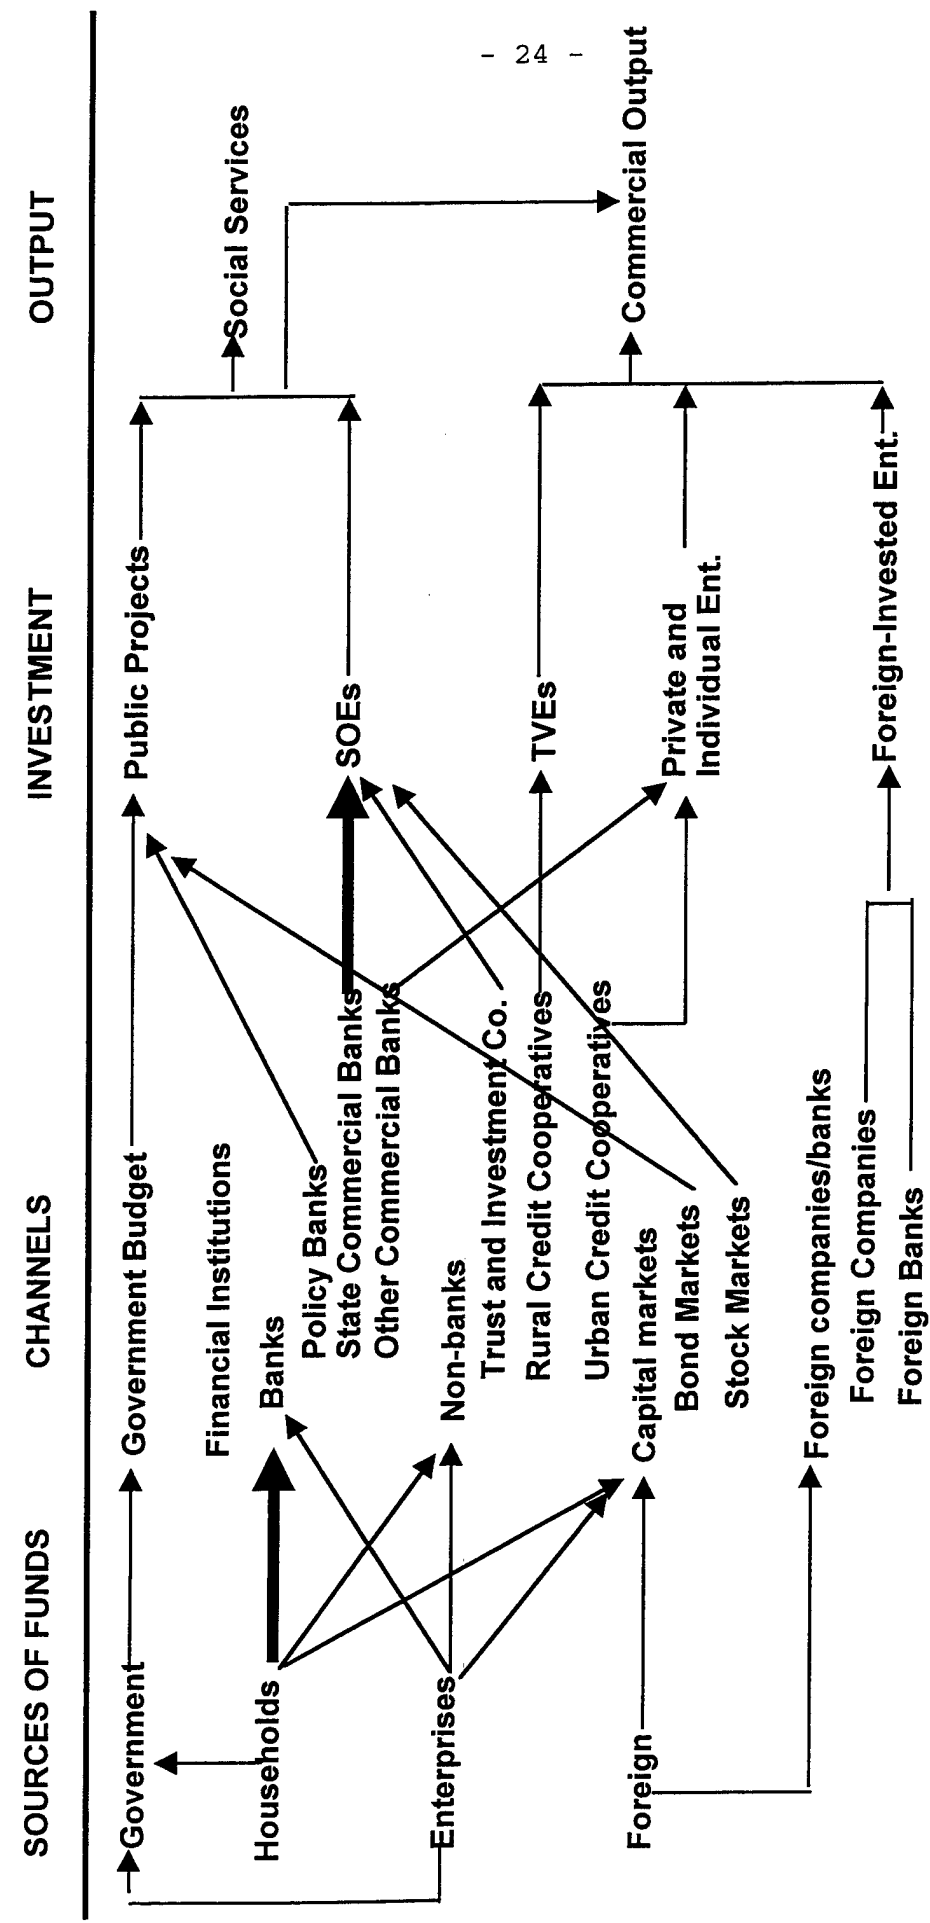 - 24 -
SOURCES OF FUNDS
CHANNELS
INVESTMENT
OUTPUT
Government
Households
Enterprises
Foreign
Government Budget
Financial Institutions
Banks
Policy Banks
State Commercial Banks
Other Commercial Banks
Non-banks
Trust and Investment Co.
Rural Credit Cooperatives
Urban Credit Cooperatives
Capital markets
Bond Markets
Stock Markets
Foreign companies/banks
Foreign Companies
Foreign Banks
Public Projects
SOEs
TVEs
Private and
Individual Ent.
Foreign-Invested Ent.
Social Services
Commercial Output